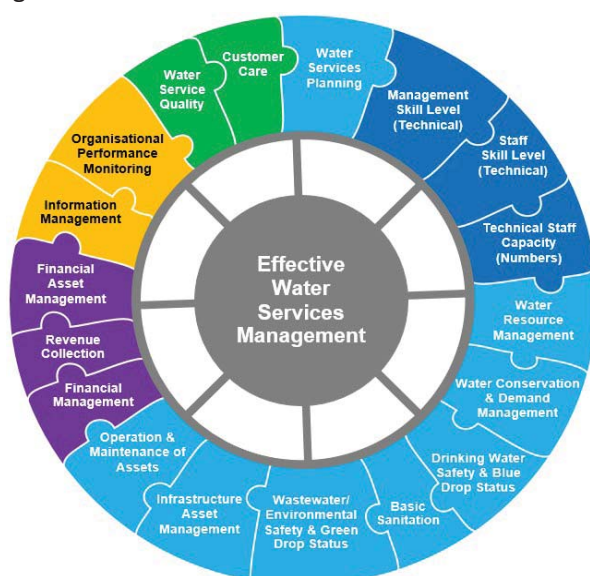 Effective
Water
Services
Management
Water
Services
Planning
Management
Skill Level
(Technical)
Staff
Skill Level
(Technical)
Technical Staff
Capacity
(Numbers)
Water
Resource
Management
Water Conservation
& Demand
Management
Drinking Water
Safety & Blue
Drop Status
Basic
Sanitation
Wastewater/
Environmental
Safety & Green
Drop Status
Infrastructure
Asset
Management
Operation &
Maintenance of
Assets
Financial
Management
Revenue
Collection
Financial
Asset
Management
Information
Management
Organisational
Performance
Monitoring
Water
Service
Quality
Customer
Care